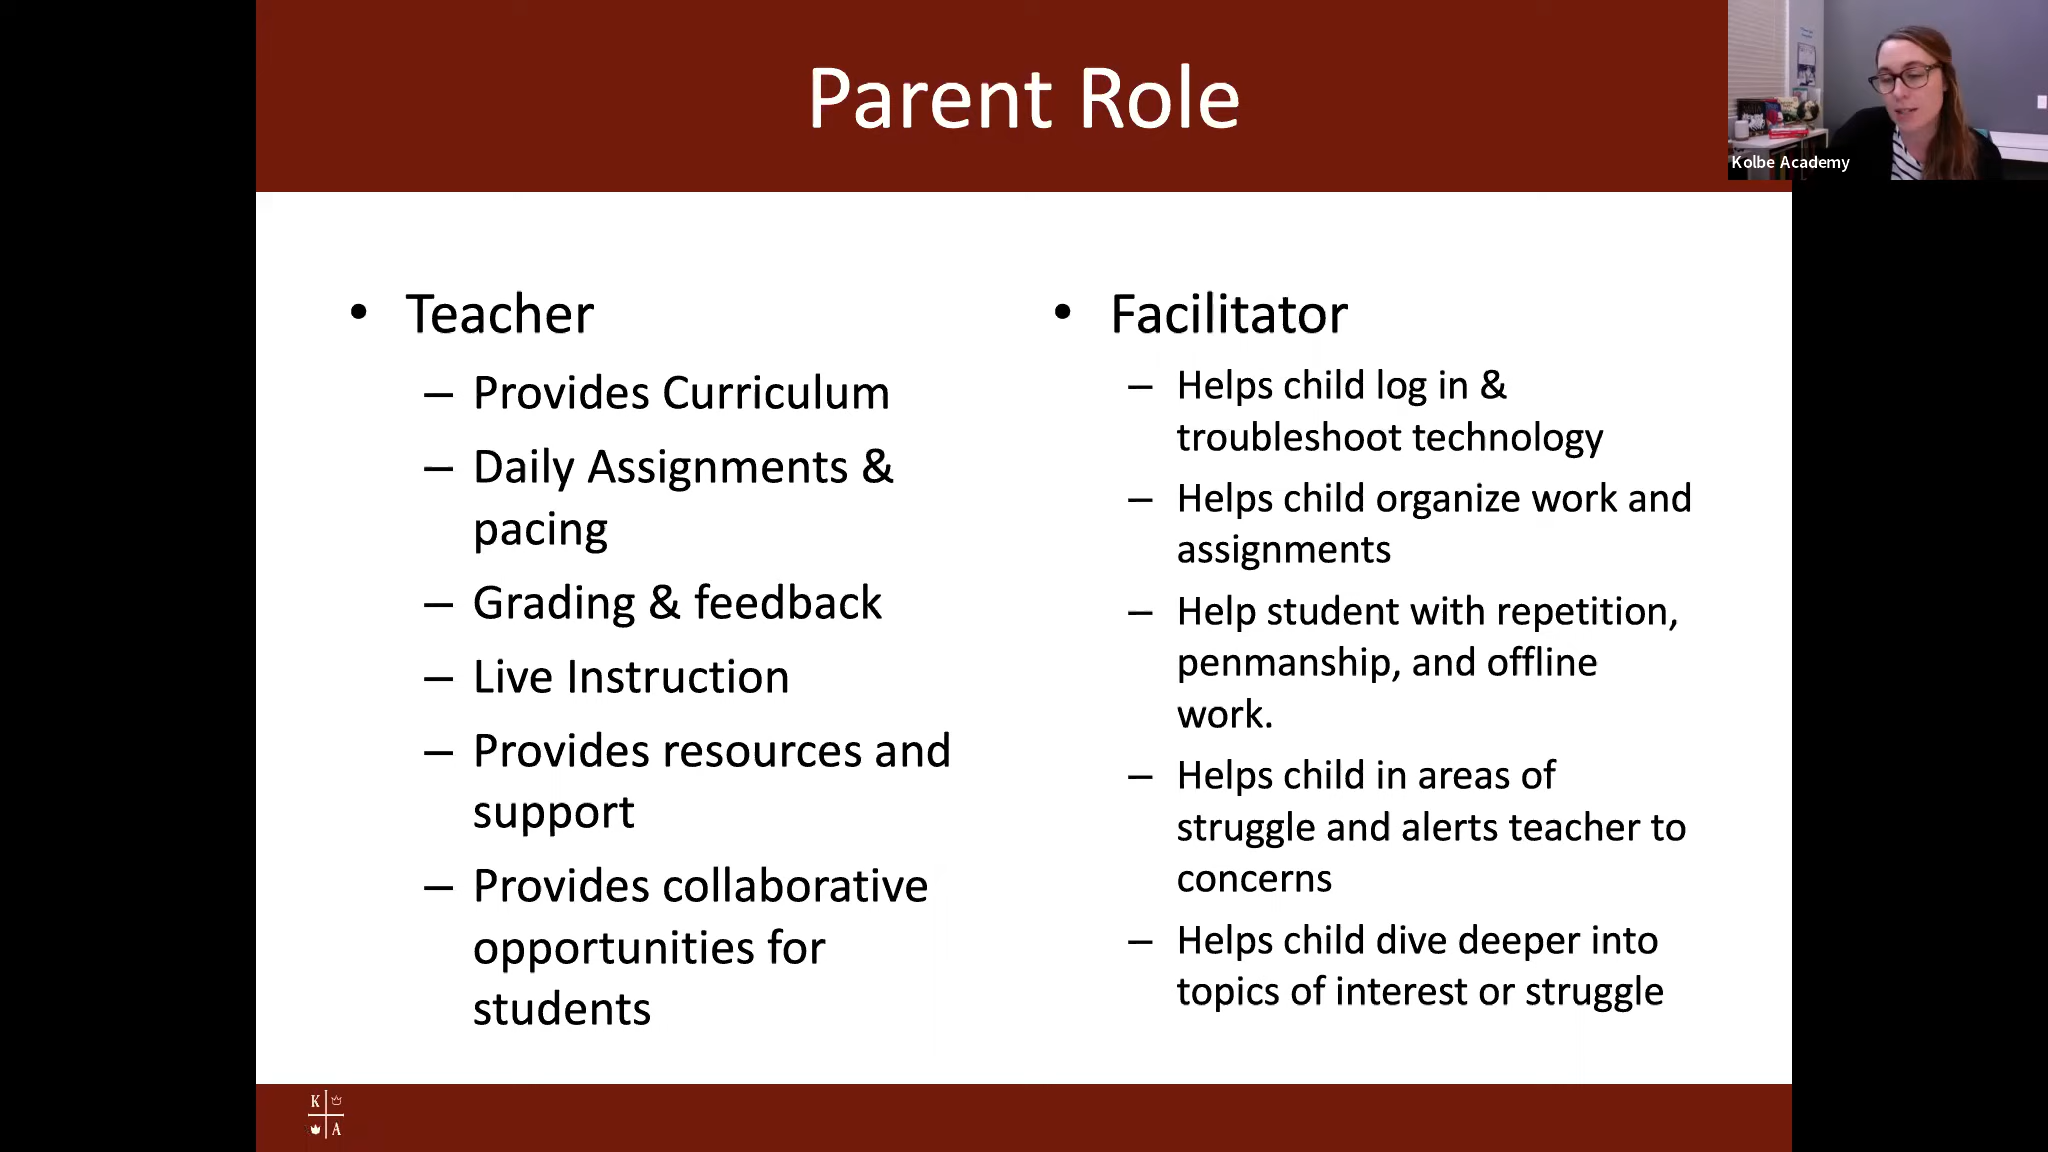 Parent Role
Kolbe Academy
• Teacher
– Provides Curriculum
– Daily Assignments &
pacing
– Grading & feedback
– Live Instruction
– Provides resources and
support
– Provides collaborative
opportunities for
students
• Facilitator
– Helps child log in &
troubleshoot technology
– Helps child organize work and
assignments
– Help student with repetition,
penmanship, and offline
work.
– Helps child in areas of
struggle and alerts teacher to
concerns
– Helps child dive deeper into
topics of interest or struggle
K
A